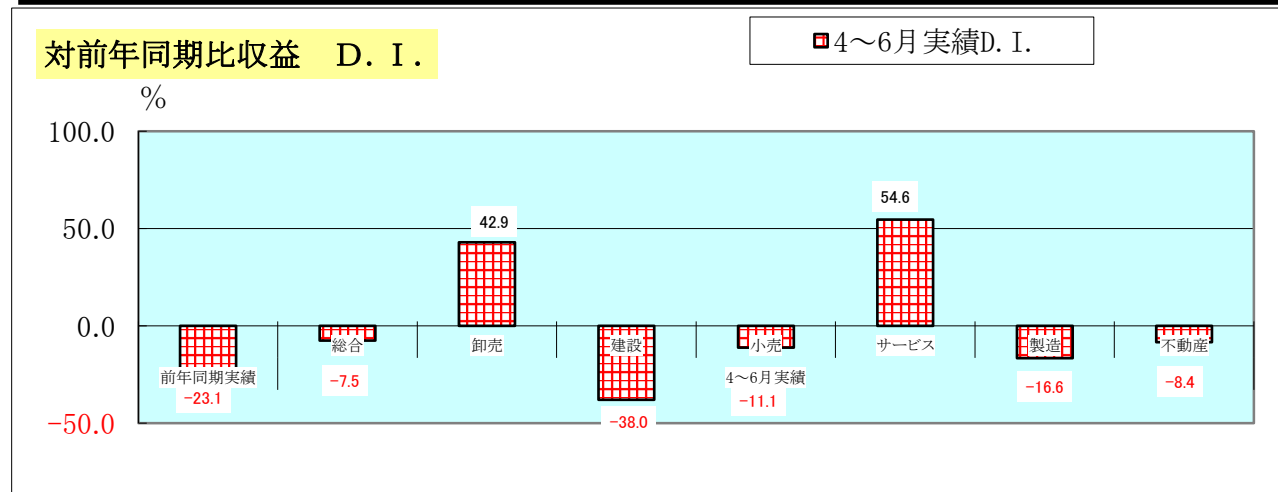 対前年同期比収益　Ｄ．Ｉ．
4～6月実績D.I.
%
100.0
50.0
0.0
-50.0
42.9
54.6
総合
卸売
建設
小売
サービス
製造
不動産
前年同期実績
4～6月実績
-23.1
-7.5
-38.0
-11.1
-16.6
-8.4